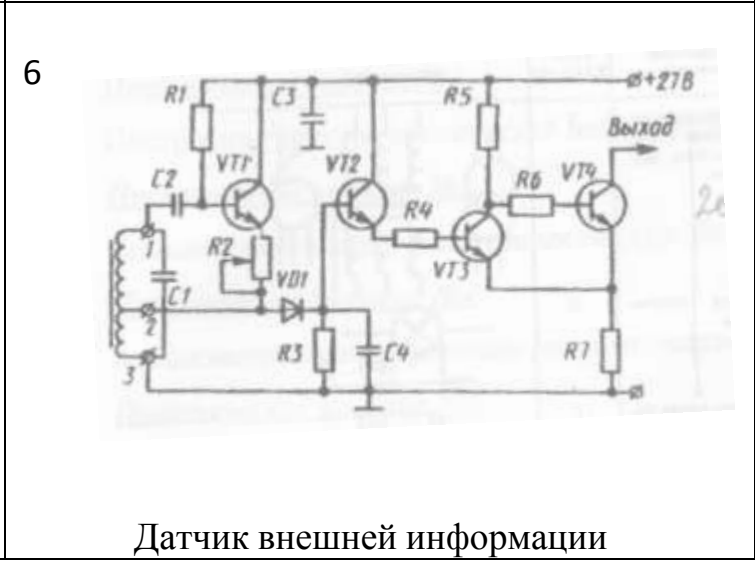 6
R1
C3
R5
+27В
Выход
C2
VT1
VT2
R6
VT4
R4
1
R2
VT3
C1
VD1
2
R3
C4
R7
3
Датчик внешней информации